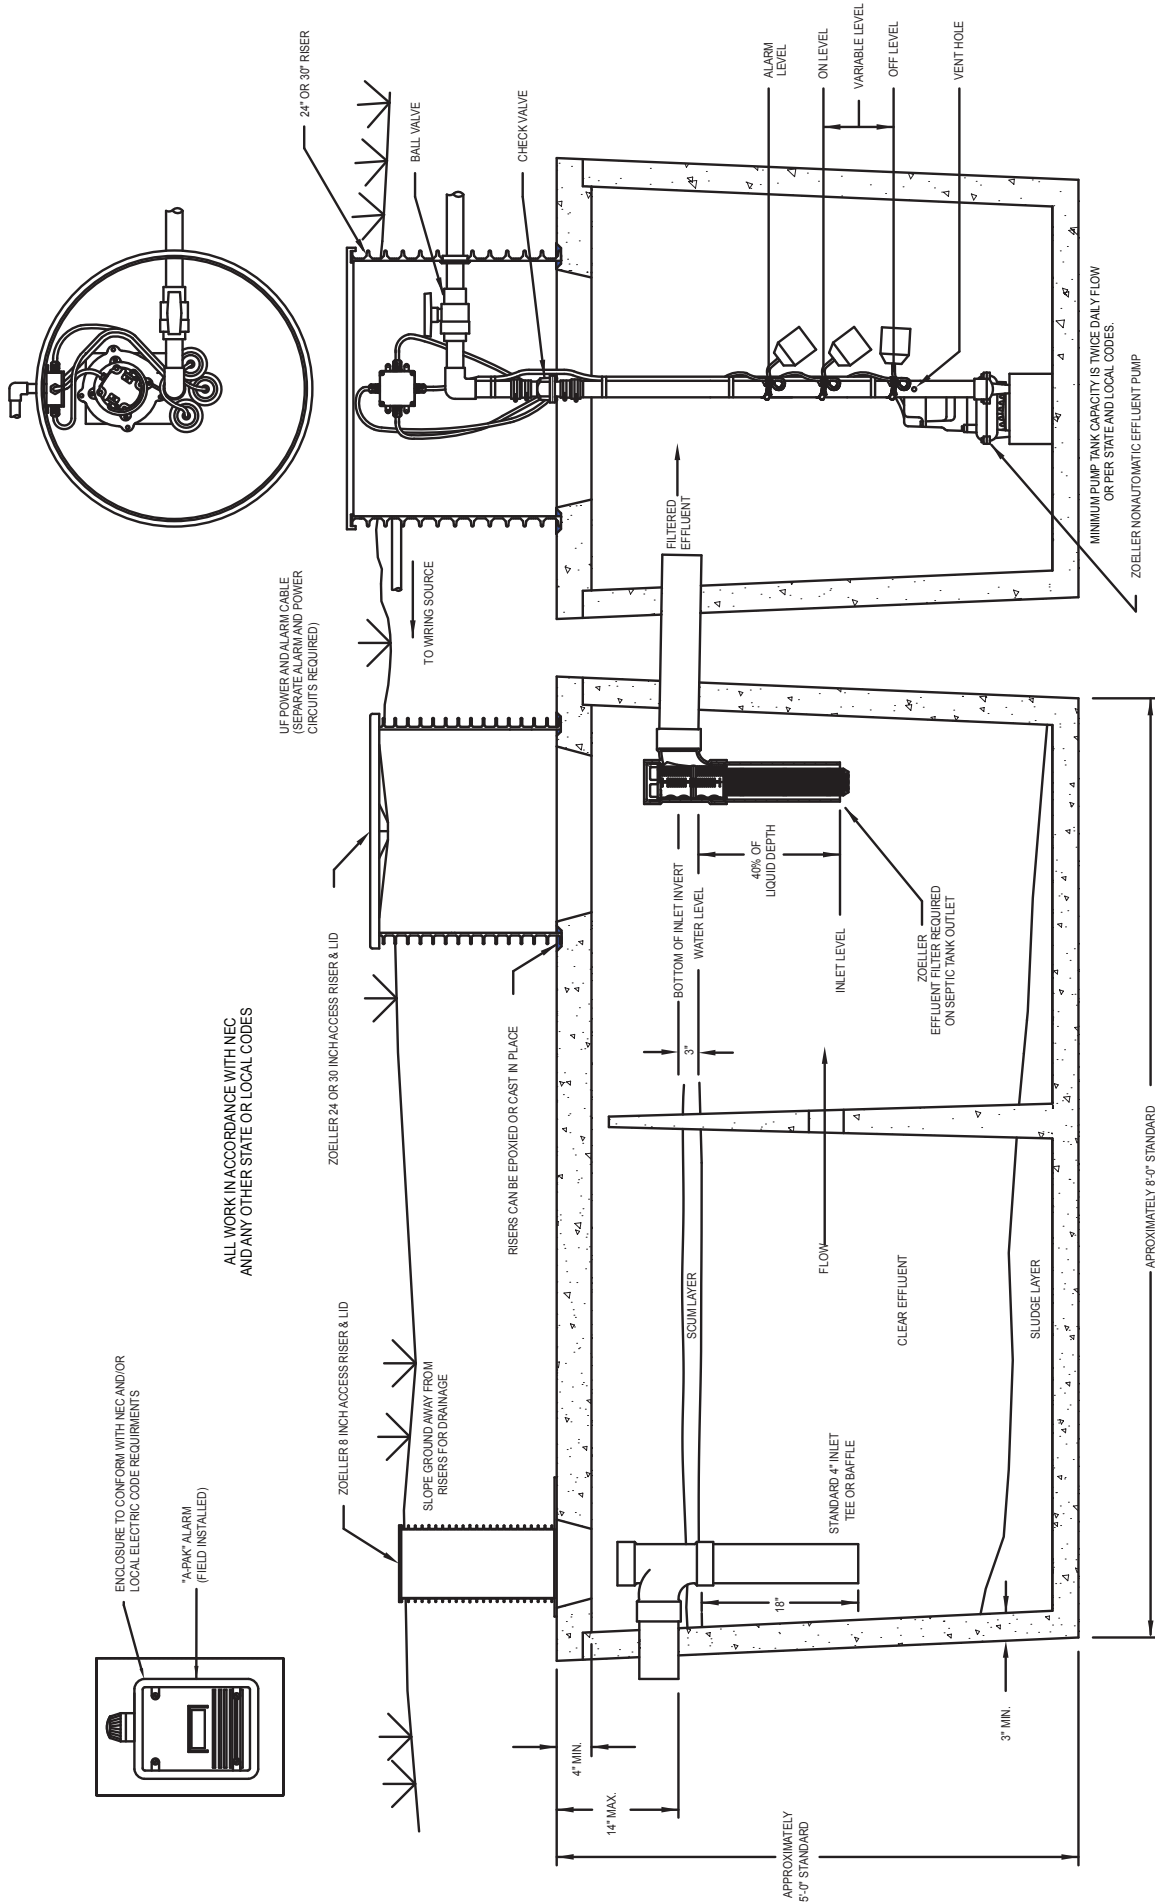 ENCLOSURE TO CONFORM WITH NEC AND/OR
LOCAL ELECTRIC CODE REQUIRMENTS
"A-PAK" ALARM
(FIELD INSTALLED)
ALL WORK IN ACCORDANCE WITH NEC
AND ANY OTHER STATE OR LOCAL CODES
UF POWER AND ALARM CABLE
(SEPARATE ALARM AND POWER
CIRCUITS REQUIRED)
24" OR 30" RISER
ZOELLER 8 INCH ACCESS RISER & LID
ZOELLER 24 OR 30 INCH ACCESS RISER & LID
SLOPE GROUND AWAY FROM
RISERS FOR DRAINAGE
TO WIRING SOURCE
BALL VALVE
RISERS CAN BE EPOXIED OR CAST IN PLACE
CHECK VALVE
4" MIN.
14" MAX.
APPROXIMATELY
5'-0" STANDARD
3" MIN.
18"
STANDARD 4" INLET
TEE OR BAFFLE
SCUM LAYER
FLOW
CLEAR EFFLUENT
SLUDGE LAYER
3"
BOTTOM OF INLET INVERT
WATER LEVEL
40% OF
LIQUID DEPTH
INLET LEVEL
ZOELLER
EFFLUENT FILTER REQUIRED
ON SEPTIC TANK OUTLET
FILTERED
EFFLUENT
ALARM
LEVEL
ON LEVEL
VARIABLE LEVEL
OFF LEVEL
VENT HOLE
MINIMUM PUMP TANK CAPACITY IS TWICE DAILY FLOW
OR PER STATE AND LOCAL CODES.
ZOELLER NONAUTOMATIC EFFLUENT PUMP
APROXIMATELY 8'-0" STANDARD